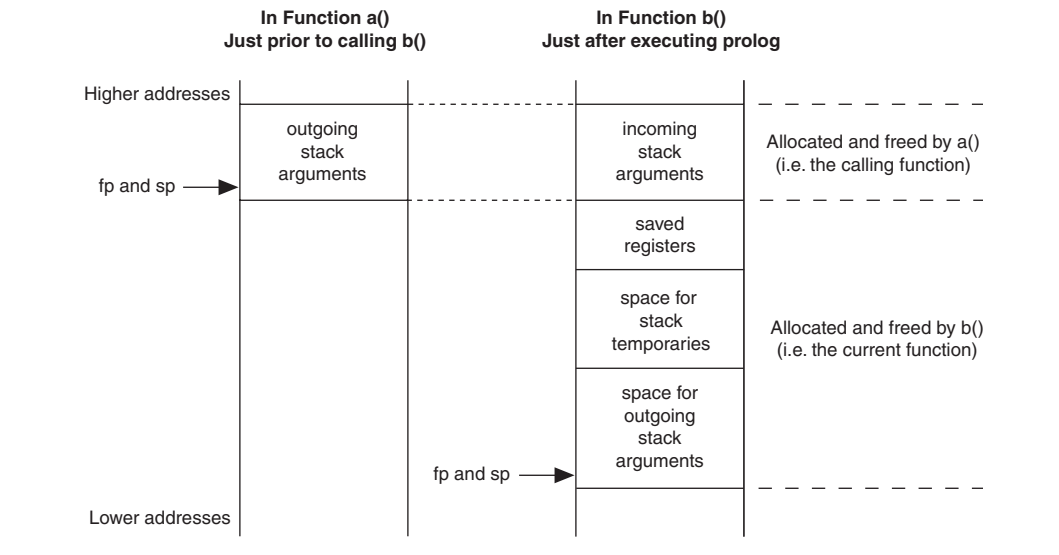 In Function a()
Just prior to calling b()
In Function b()
Just after executing prolog
Higher addresses
outgoing
stack
arguments
incoming
stack
arguments
Allocated and freed by a()
(i.e. the calling function)
fp and sp
saved
registers
space for
stack
temporaries
Allocated and freed by b()
(i.e. the current function)
space for
outgoing
stack
arguments
fp and sp
Lower addresses